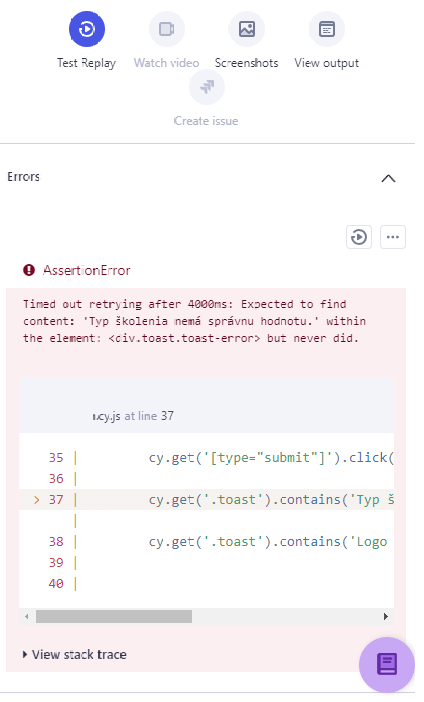 Test Replay
Watch video
Screenshots
View output
Create issue
Errors
AssertionError
Timed out retrying after 4000ms: Expected to find
content: 'Typ školenia nemá správnu hodnotu.' within
the element: <div.toast.toast-error> but never did.
.cy.js at line 37
35 | cy.get('[type="submit"]').click(
36 |
> 37 | cy.get('.toast').contains('Typ š
|
38 | cy.get('.toast').contains('Logo
39 |
40 |
View stack trace